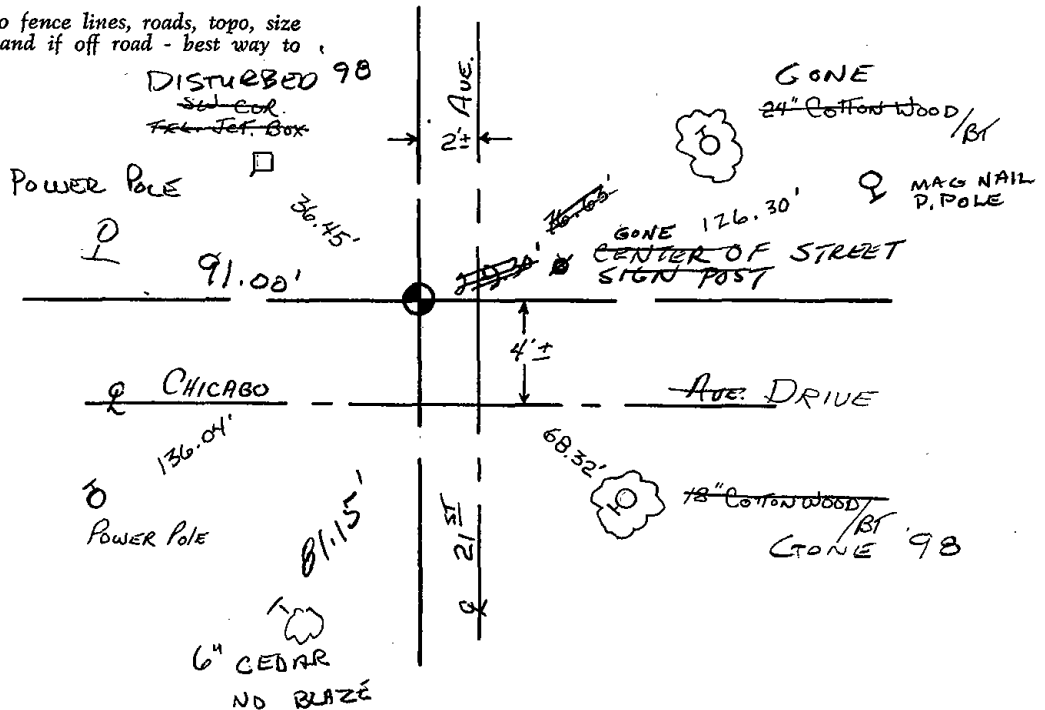 o fence lines, roads, topo, size
and if off road - best way to
DISTURBED 98
SW COR.
TEL. JCT. BOX
AVE.
2'±
GONE
24" COTTONWOOD/BT
POWER POLE
36.45'
36.63'
126.30'
MAG NAIL
P. POLE
GONE
CENTER OF STREET
SIGN POST
91.00'
4'±
℄ CHICAGO
AVE. DRIVE
136.04'
68.32'
POWER POLE
81.15'
℄ 21ST
18" COTTONWOOD/BT
GONE '98
6" CEDAR
NO BLAZE